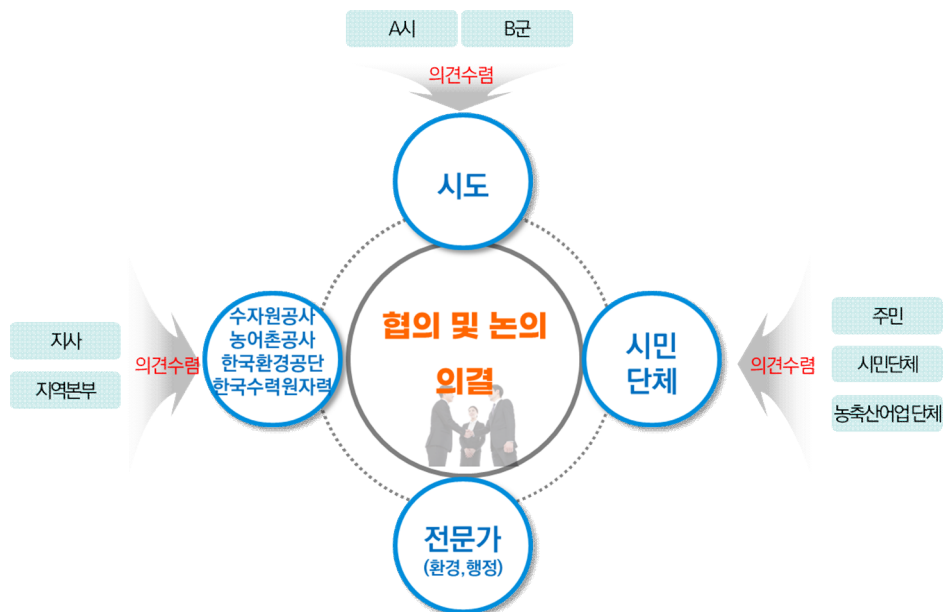 A시
B군
의견수렴
시도
수자원공사
농어촌공사
한국환경공단
한국수력원자력
지사
지역본부
의견수렴
협의 및 논의
의결
시민
단체
의견수렴
주민
시민단체
농축산어업 단체
전문가
(환경,행정)